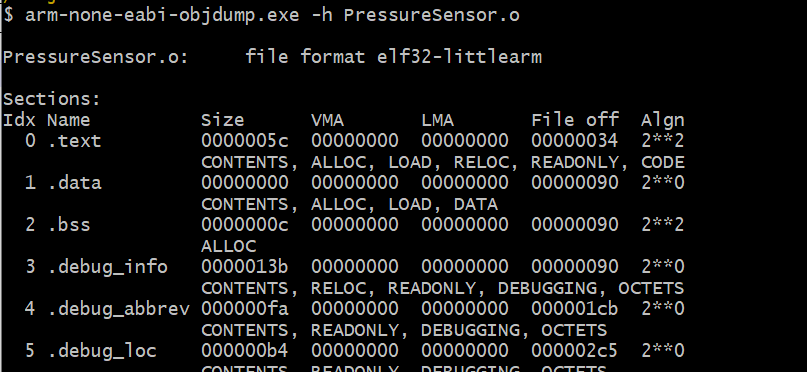 $ arm-none-eabi-objdump.exe -h PressureSensor.o
PressureSensor.o:     file format elf32-littlearm
Sections:
Idx Name          Size      VMA       LMA       File off  Algn
  0 .text         0000005c  00000000  00000000  00000034  2**2
                  CONTENTS, ALLOC, LOAD, RELOC, READONLY, CODE
  1 .data         00000000  00000000  00000000  00000090  2**0
                  CONTENTS, ALLOC, LOAD, DATA
  2 .bss          0000000c  00000000  00000000  00000090  2**2
                  ALLOC
  3 .debug_info   0000013b  00000000  00000000  00000090  2**0
                  CONTENTS, RELOC, READONLY, DEBUGGING, OCTETS
  4 .debug_abbrev 000000fa  00000000  00000000  000001cb  2**0
                  CONTENTS, READONLY, DEBUGGING, OCTETS
  5 .debug_loc    000000b4  00000000  00000000  000002c5  2**0
                  CONTENTS, READONLY, DEBUGGING, OCTETS